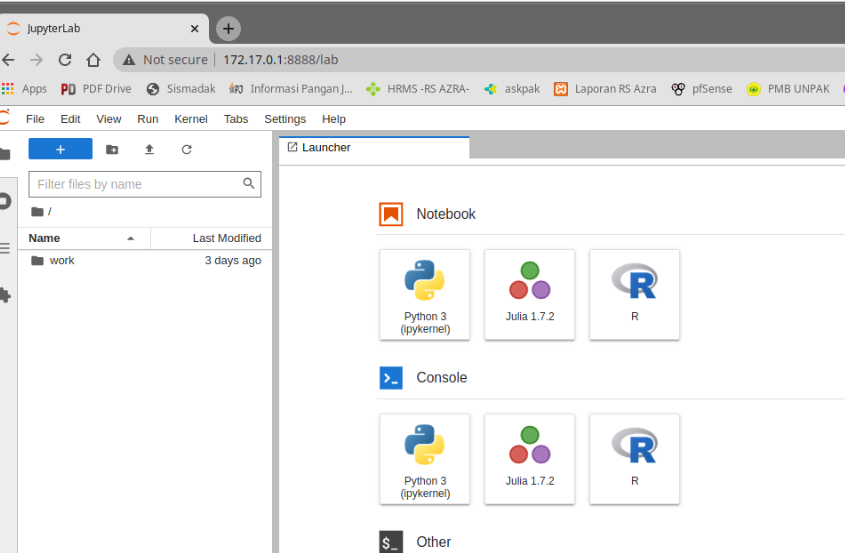 JupyterLab
Not secure | 172.17.0.1:8888/lab
Apps PDF Drive Sismadak Informasi Pangan J... HRMS -RS AZRA- askpak Laporan RS Azra pfSense PMB UNPAK
File Edit View Run Kernel Tabs Settings Help
Launcher
Filter files by name
/
Name Last Modified
work 3 days ago
Notebook
Python 3
(ipykernel)
Julia 1.7.2
R
Console
Python 3
(ipykernel)
Julia 1.7.2
R
$_ Other